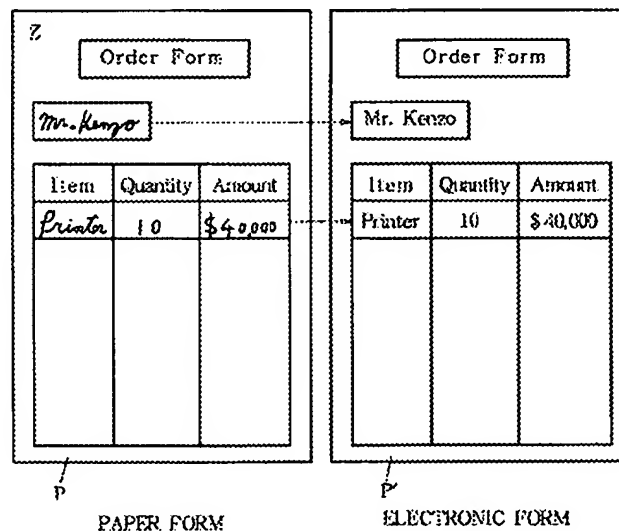 Z
Order Form
Mr. Kenzo
Item Quantity Amount
Printer 10 $40,000
P
PAPER FORM
Order Form
Mr. Kenzo
Item Quantity Amount
Printer 10 $40,000
P'
ELECTRONIC FORM